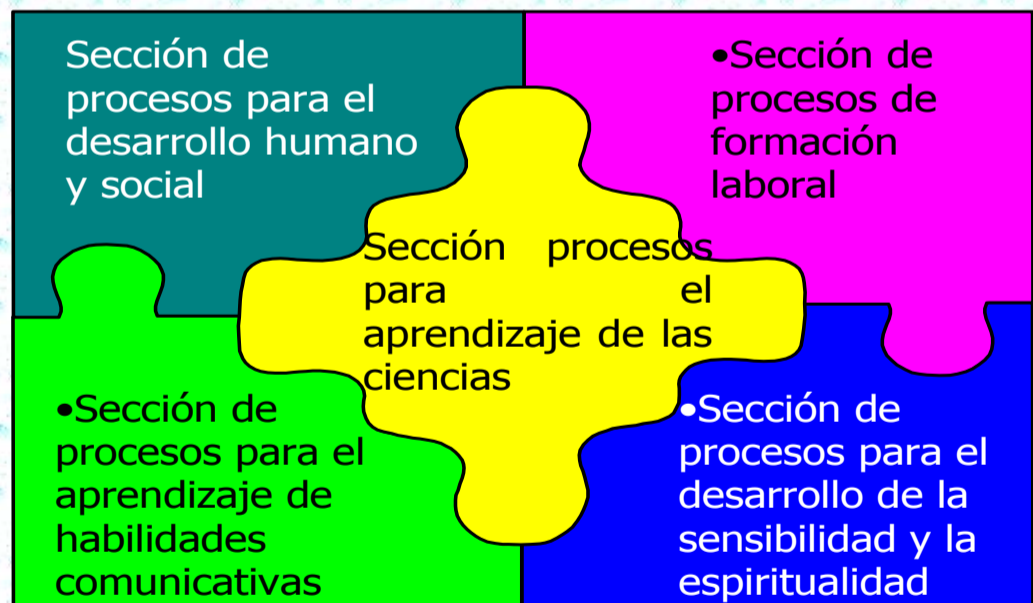 Sección de
procesos para el
desarrollo humano
y social
•Sección de
procesos de
formación
laboral
Sección procesos
para el
aprendizaje de las
ciencias
•Sección de
procesos para el
aprendizaje de
habilidades
comunicativas
•Sección de
procesos para el
desarrollo de la
sensibilidad y la
espiritualidad